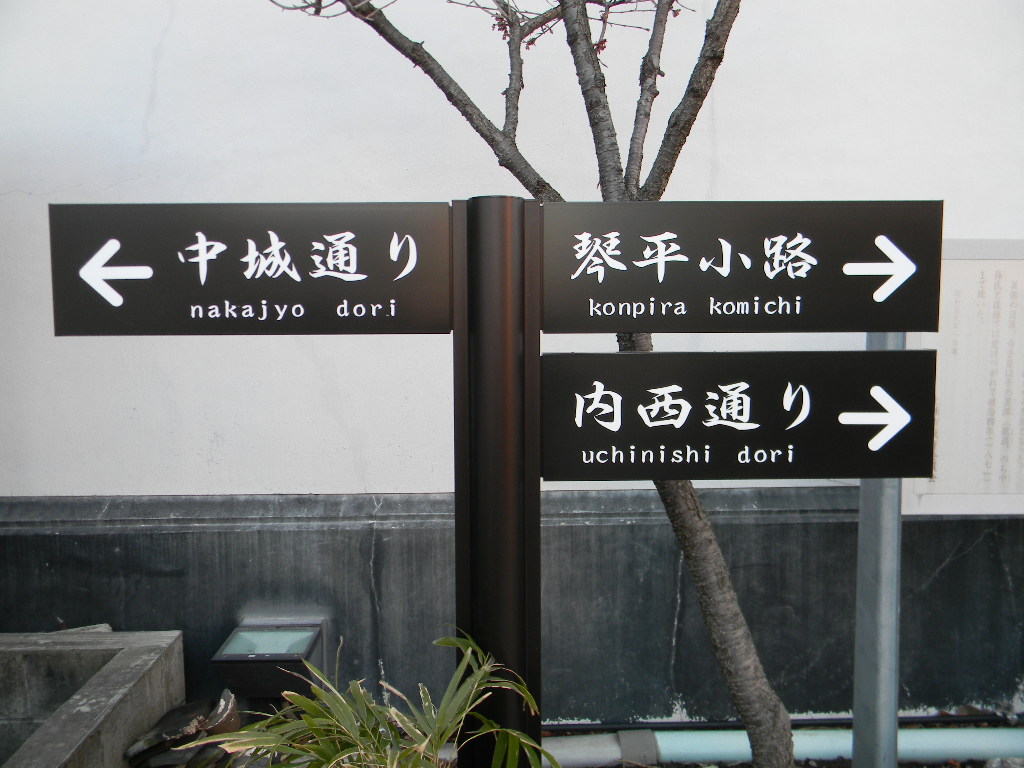 中城通り
nakajyo dori
琴平小路
konpira komichi
内西通り
uchinishi dori